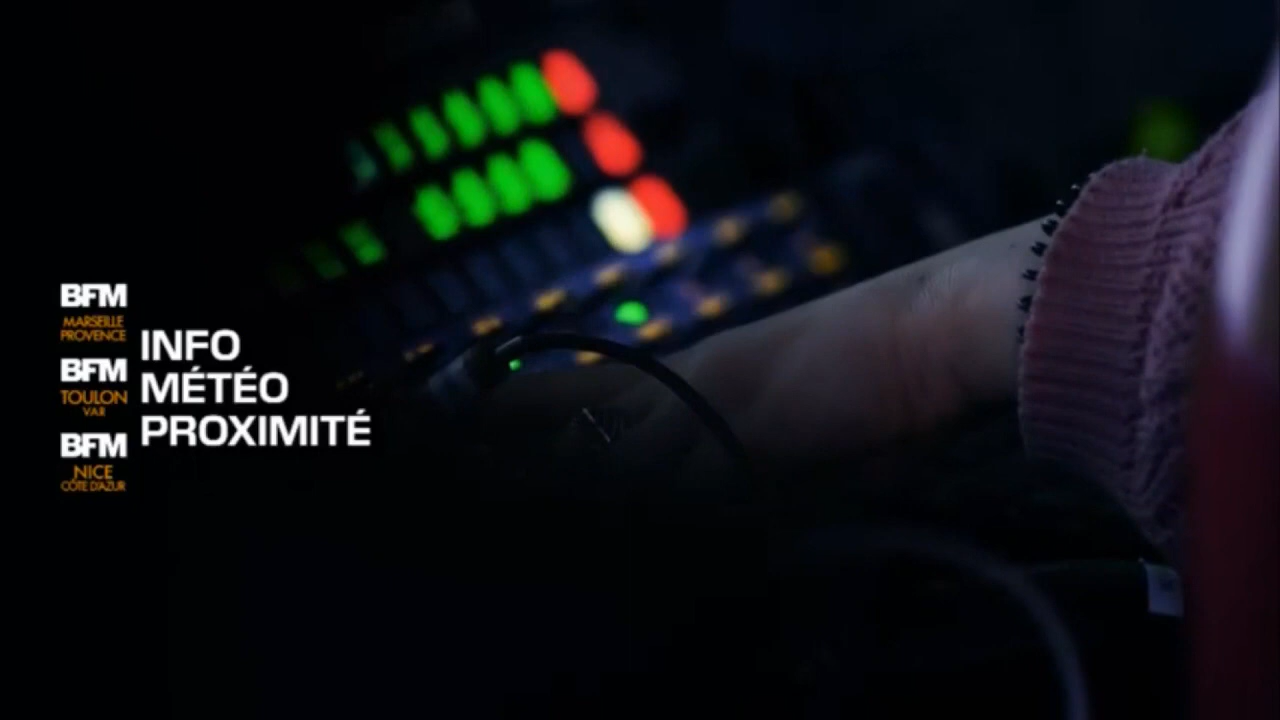 BFM
MARSEILLE
PROVENCE
BFM
TOULON
VAR
BFM
NICE
CÔTE D'AZUR
INFO
MÉTÉO
PROXIMITÉ